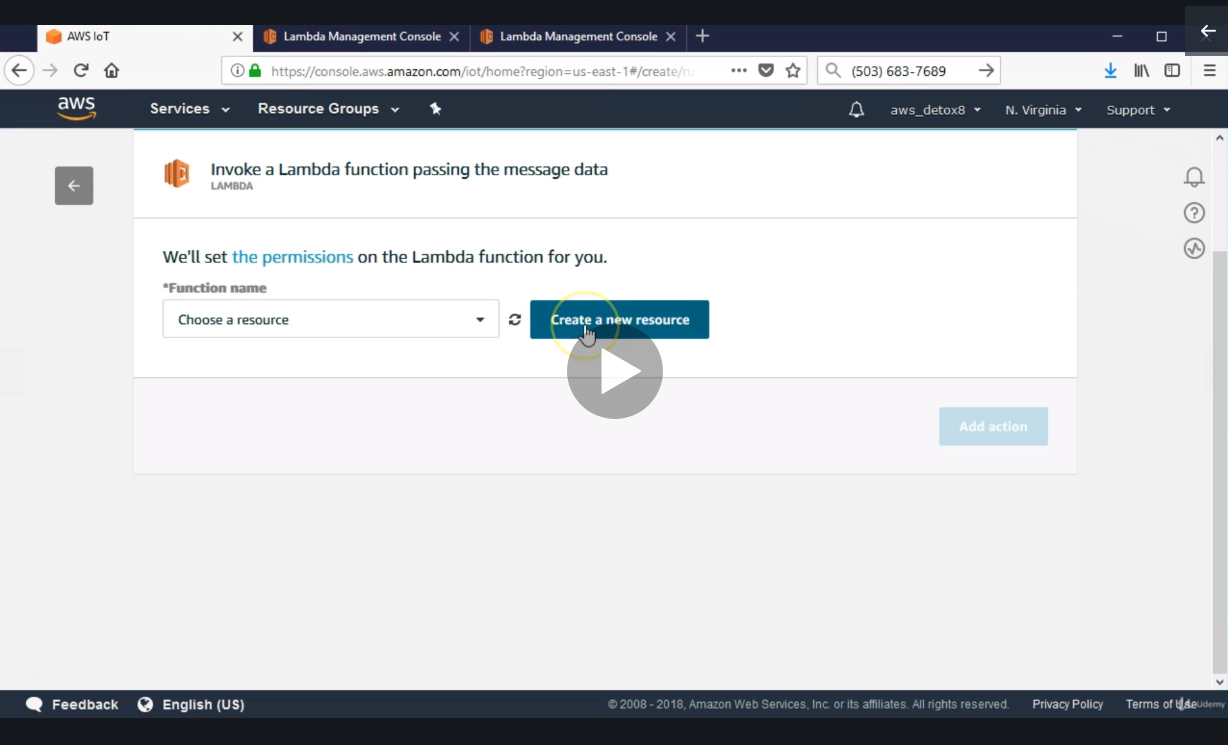 AWS IoT
Lambda Management Console
Lambda Management Console
https://console.aws.amazon.com/iot/home?region=us-east-1#/create/ru
(503) 683-7689
aws
Services
Resource Groups
aws_detox8
N. Virginia
Support
Invoke a Lambda function passing the message data
LAMBDA
We'll set the permissions on the Lambda function for you.
*Function name
Choose a resource
Create a new resource
Add action
Feedback
English (US)
© 2008 - 2018, Amazon Web Services, Inc. or its affiliates. All rights reserved.
Privacy Policy
Terms of Use
Udemy